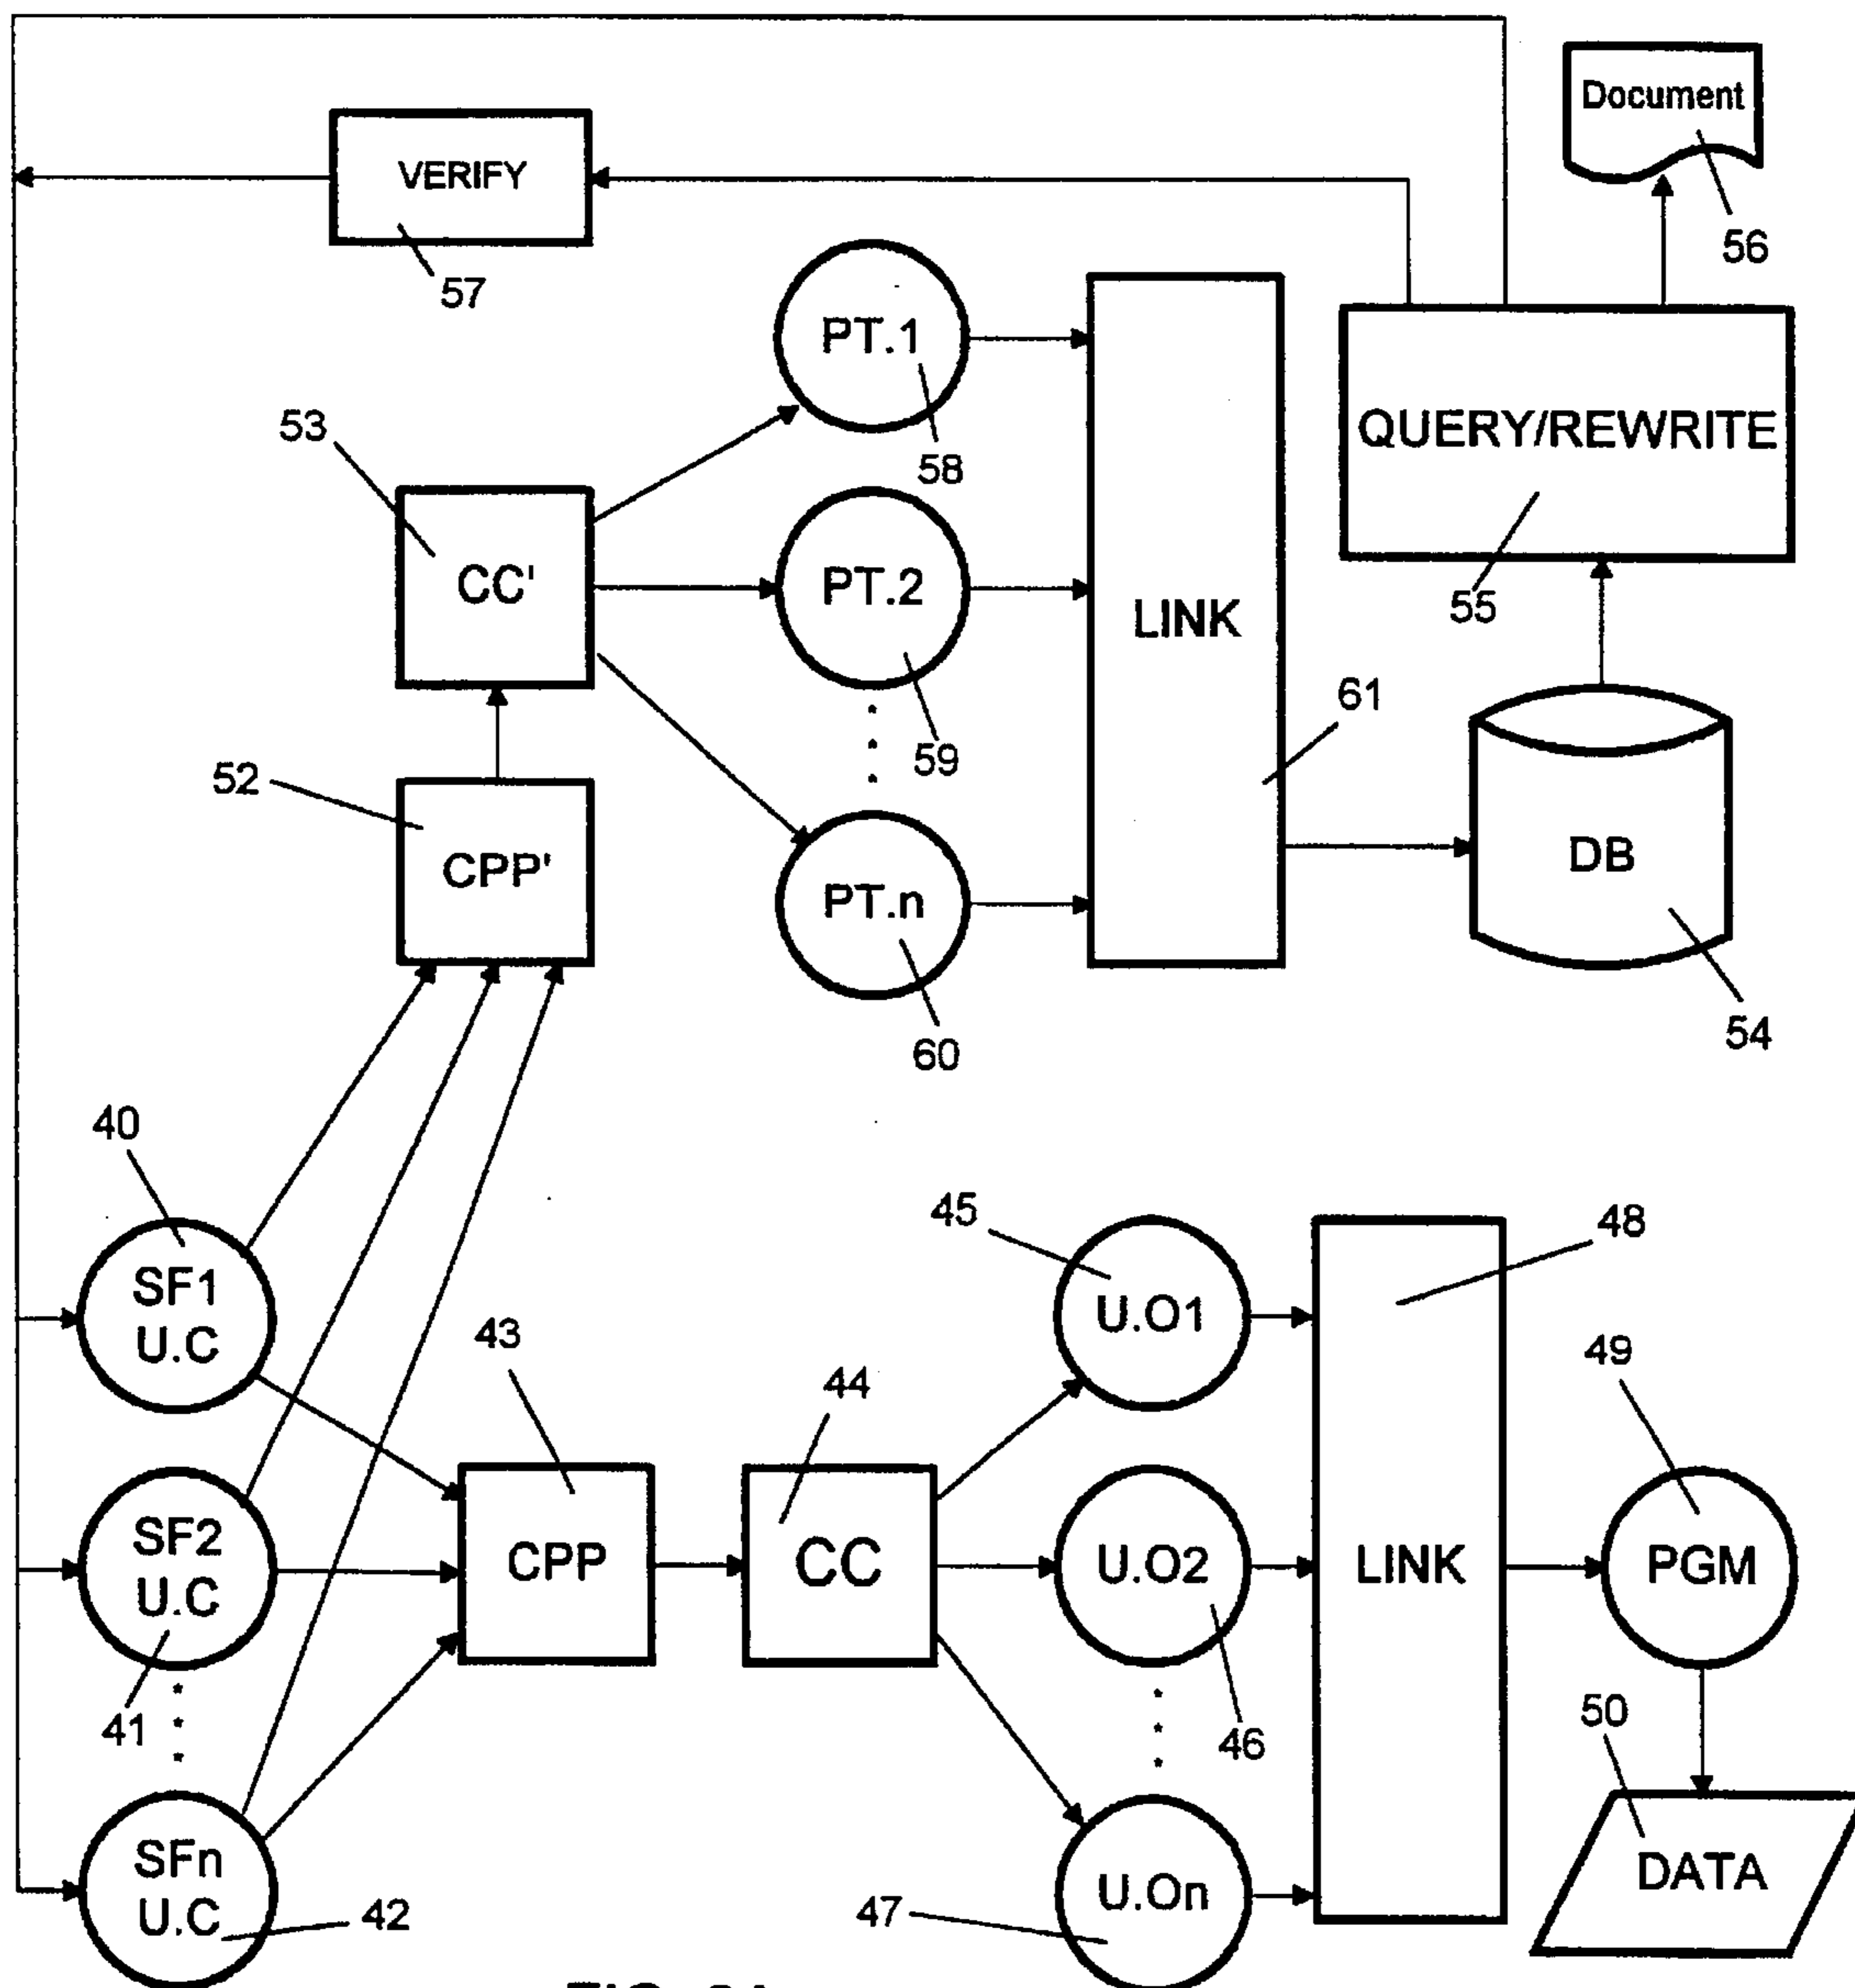 Document
56
VERIFY
57
PT.1
58
53
CC'
PT.2
59
LINK
QUERY/REWRITE
55
61
52
CPP'
PT.n
60
DB
54
40
SF1
U.C
45
U.O1
48
43
44
49
SF2
U.C
41
CPP
CC
U.O2
46
LINK
PGM
50
SFn
U.C
42
U.On
47
DATA